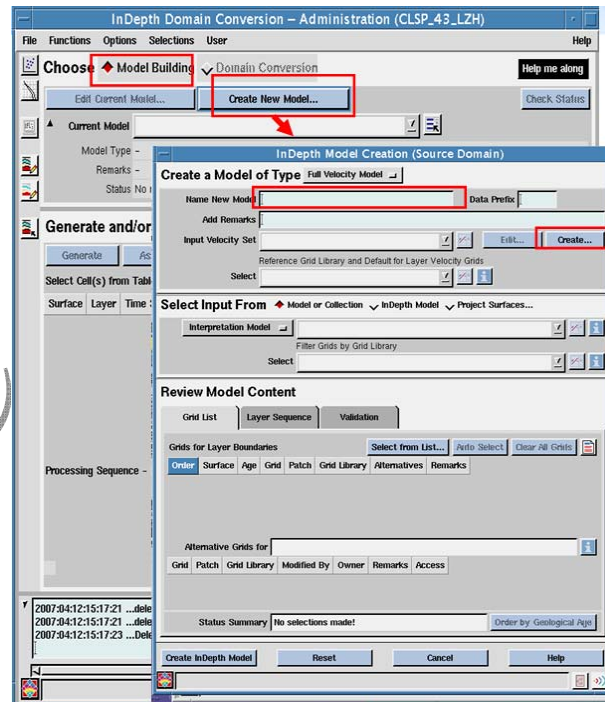 InDepth Domain Conversion – Administration (CLSP_43_LZH)
File Functions Options Selections User Help
Choose Model Building Domain Conversion Help me along
Edit Current Model... Create New Model... Check Status
Current Model
Model Type –
Remarks –
Status No
Generate and/or
Generate As
Select Cell(s) from Tabl
Surface Layer Time
Processing Sequence –
2007:04:12:15:17:21 ...dele
2007:04:12:15:17:21 ...dele
2007:04:12:15:17:23 ...Dele
InDepth Model Creation (Source Domain)
Create a Model of Type Full Velocity Model
Name New Model Data Prefix
Add Remarks
Input Velocity Set Edit... Create...
Reference Grid Library and Default for Layer Velocity Grids
Select
Select Input From Model or Collection InDepth Model Project Surfaces...
Interpretation Model
Filter Grids by Grid Library
Select
Review Model Content
Grid List Layer Sequence Validation
Grids for Layer Boundaries Select from List... Auto Select Clear All Grids
Order Surface Age Grid Patch Grid Library Alternatives Remarks
Alternative Grids for
Grid Patch Grid Library Modified By Owner Remarks Access
Status Summary No selections made! Order by Geological Age
Create InDepth Model Reset Cancel Help